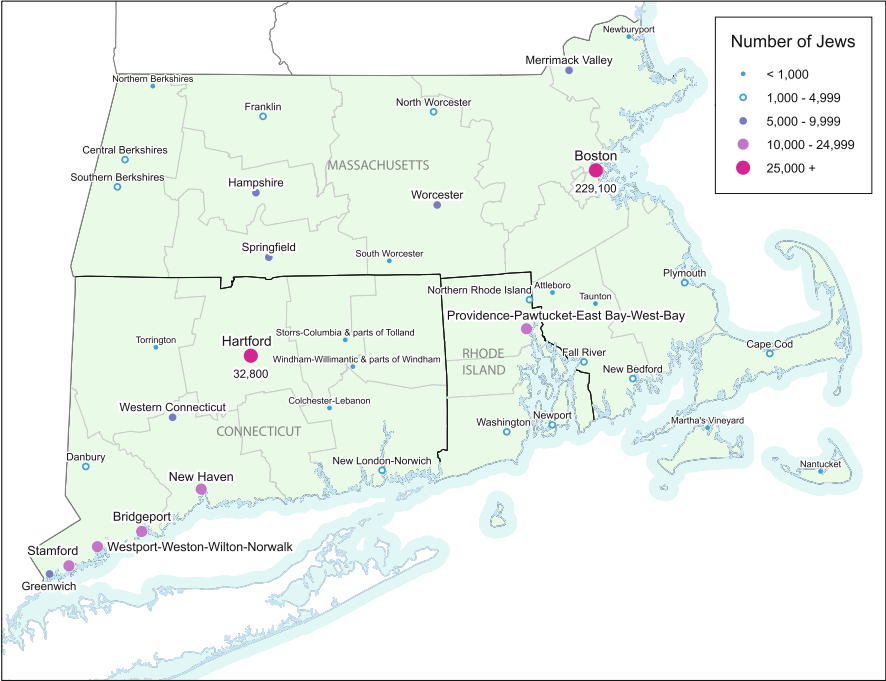 Newburyport
Number of Jews
< 1,000
1,000 - 4,999
5,000 - 9,999
10,000 - 24,999
25,000 +
Merrimack Valley
Northern Berkshires
Franklin
North Worcester
Central Berkshires
Boston
229,100
MASSACHUSETTS
Southern Berkshires
Hampshire
Worcester
Springfield
South Worcester
Plymouth
Northern Rhode Island
Attleboro
Taunton
Providence-Pawtucket-East Bay-West-Bay
Torrington
Hartford
32,800
Storrs-Columbia & parts of Tolland
Windham-Willimantic & parts of Windham
RHODE
ISLAND
Fall River
Cape Cod
New Bedford
Western Connecticut
Colchester-Lebanon
CONNECTICUT
Washington
Newport
Martha's Vineyard
Danbury
New London-Norwich
Nantucket
New Haven
Bridgeport
Westport-Weston-Wilton-Norwalk
Stamford
Greenwich